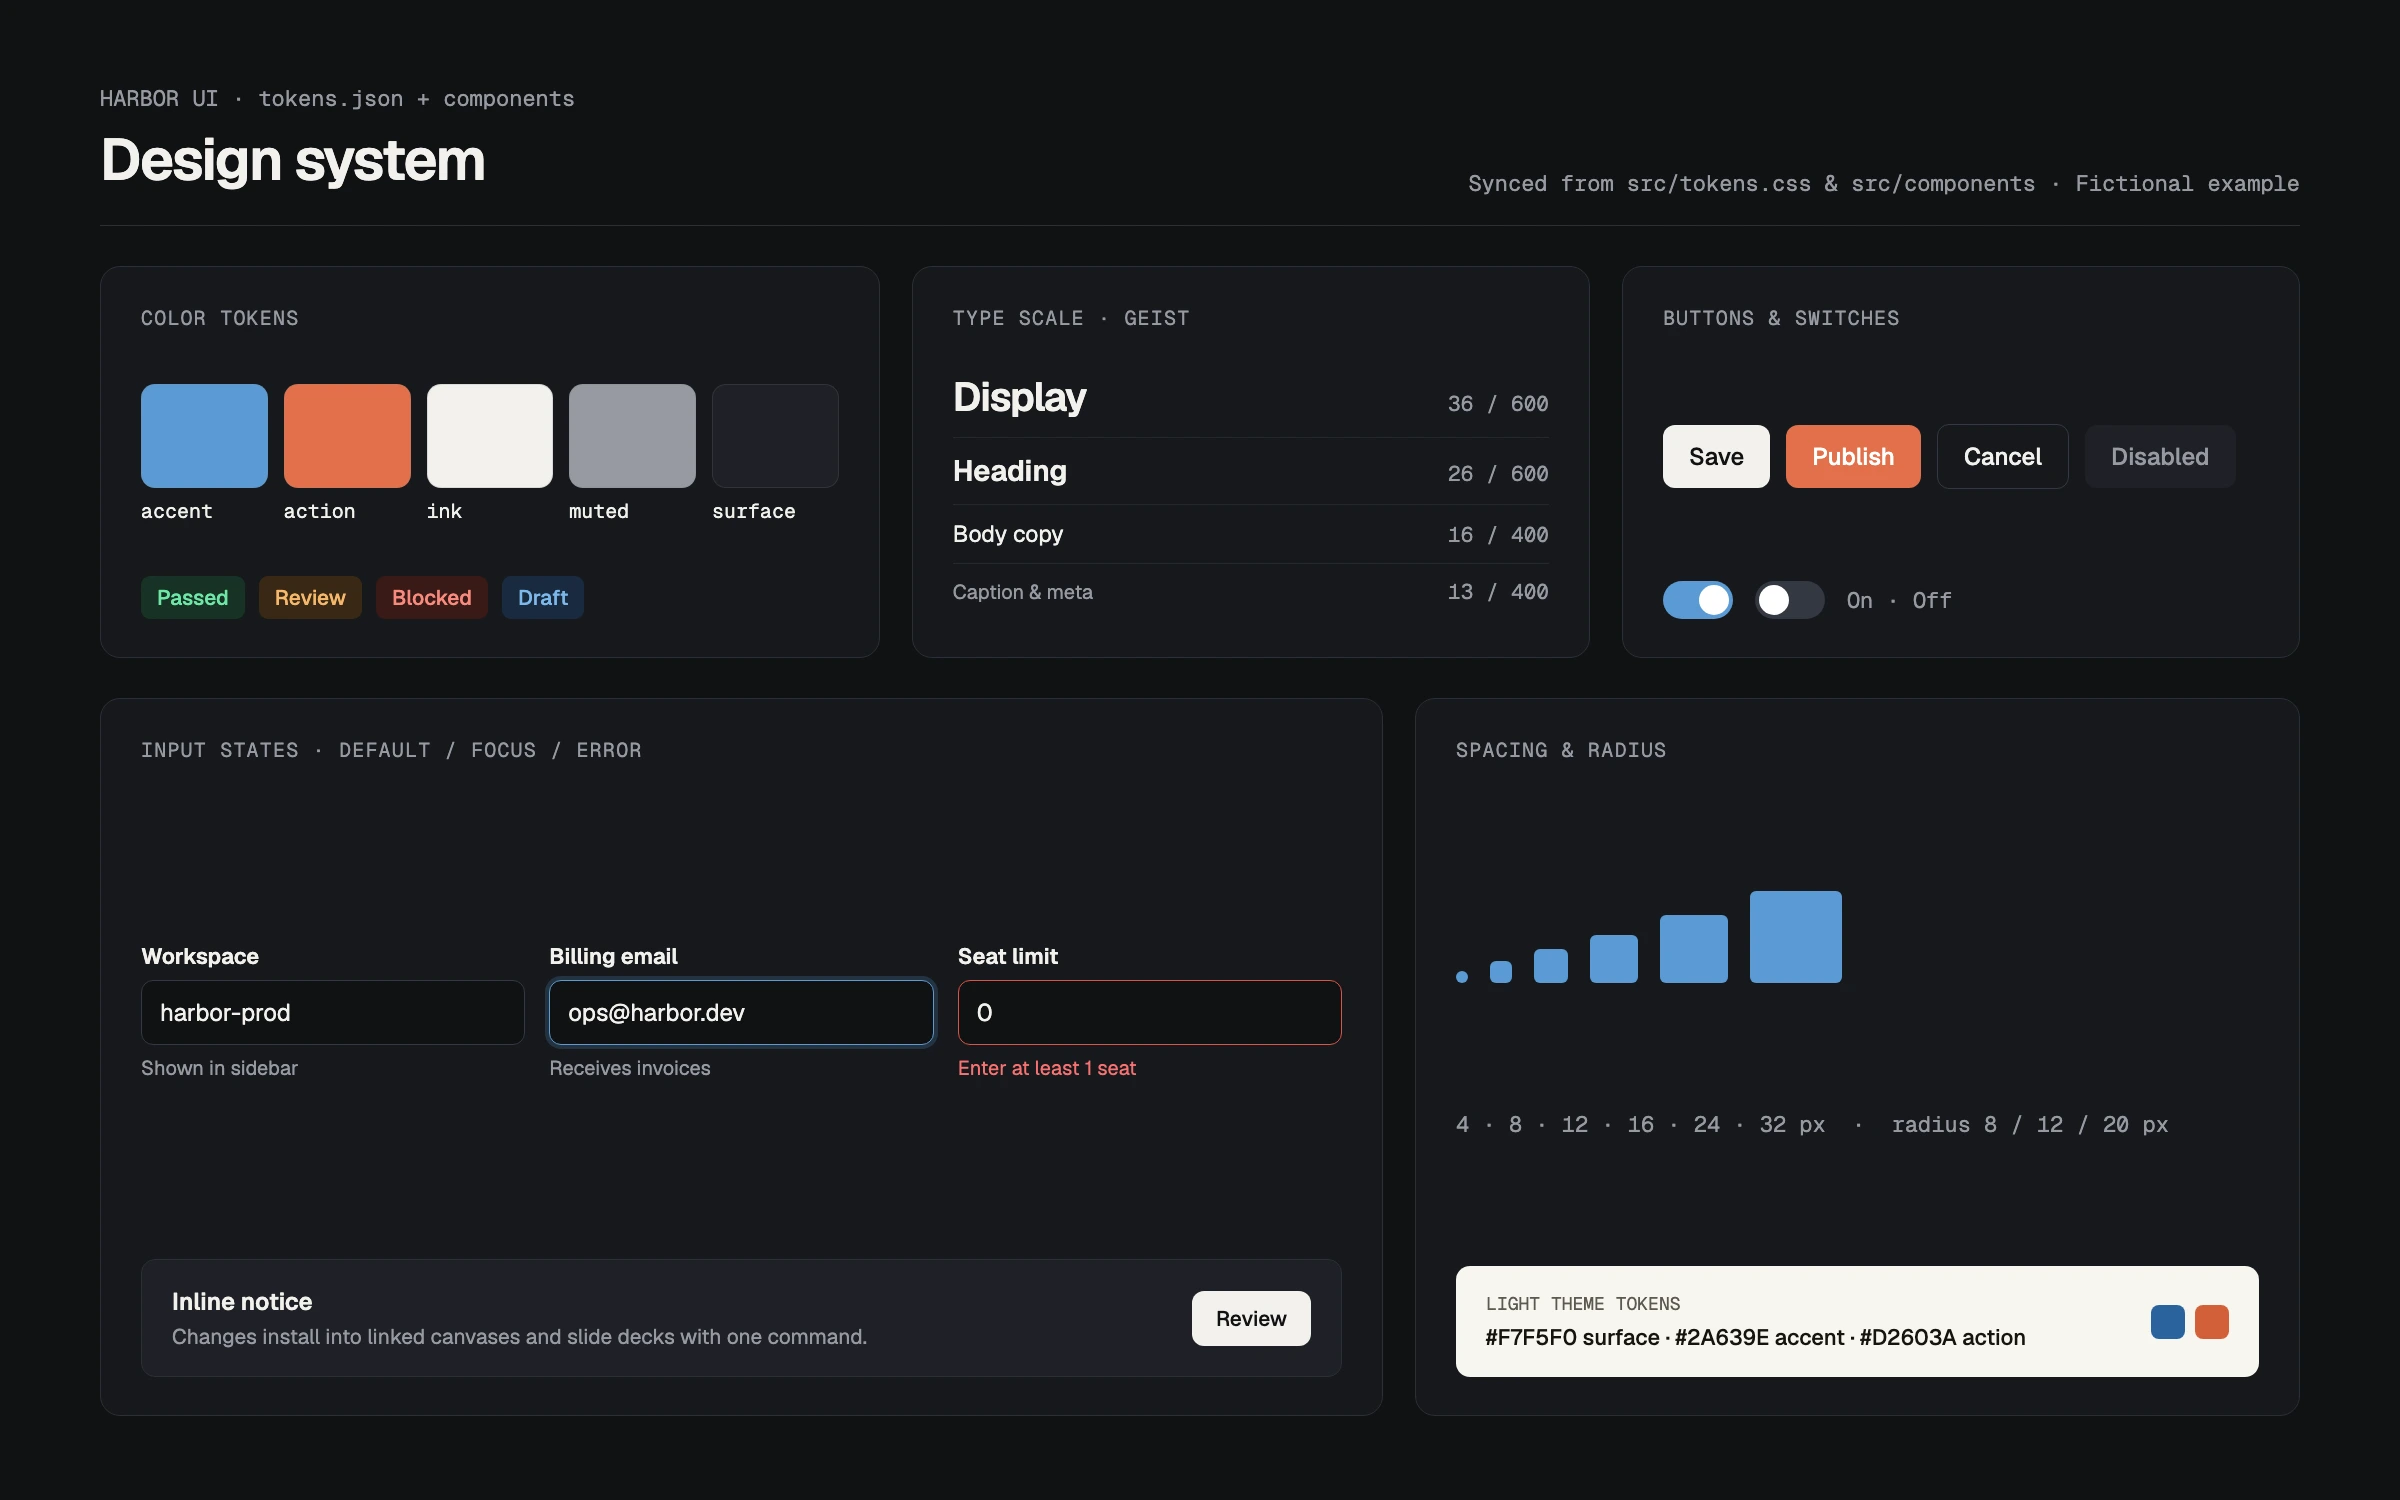 HARBOR UI · tokens.json + components
Design system
Synced from src/tokens.css & src/components · Fictional example
COLOR TOKENS
accent action ink muted surface
Passed Review Blocked Draft
TYPE SCALE · GEIST
Display 36 / 600
Heading 26 / 600
Body copy 16 / 400
Caption & meta 13 / 400
BUTTONS & SWITCHES
Save Publish Cancel Disabled
On · Off
INPUT STATES · DEFAULT / FOCUS / ERROR
Workspace Billing email Seat limit
harbor-prod ops@harbor.dev 0
Shown in sidebar Receives invoices Enter at least 1 seat
Inline notice
Changes install into linked canvases and slide decks with one command.
Review
SPACING & RADIUS
4 · 8 · 12 · 16 · 24 · 32 px · radius 8 / 12 / 20 px
LIGHT THEME TOKENS
#F7F5F0 surface · #2A639E accent · #D2603A action